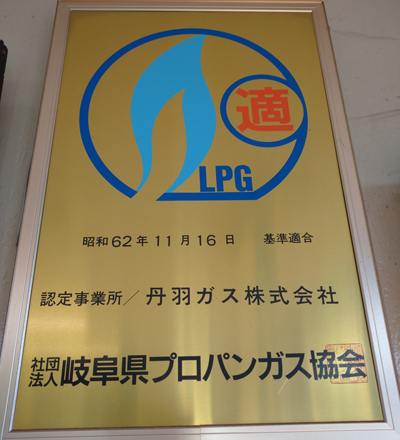 適
LPG
昭和62年11月16日 基準適合
認定事業所／丹羽ガス株式会社
社団法人岐阜県プロパンガス協会